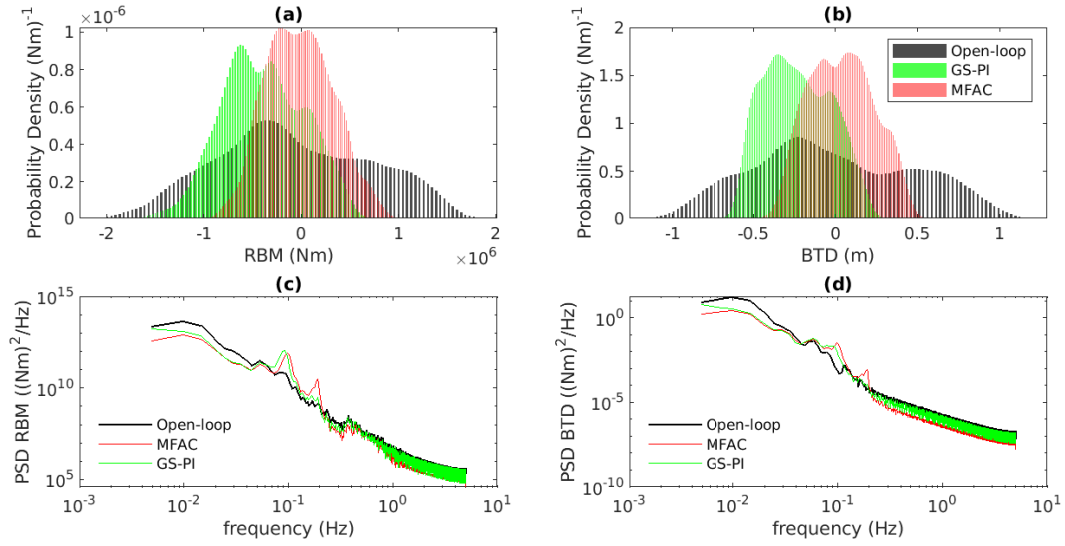 (a)
× 10⁻⁶
Probability Density (Nm)⁻¹
1
0.8
0.6
0.4
0.2
0
-2 -1 0 1 2
RBM (Nm)
× 10⁶
(b)
Probability Density (Nm)⁻¹
2
1.5
1
0.5
0
-1 -0.5 0 0.5 1
BTD (m)
Open-loop
GS-PI
MFAC
(c)
PSD RBM ((Nm)²/Hz)
10¹⁵
10¹⁰
10⁵
Open-loop
MFAC
GS-PI
10⁻³ 10⁻² 10⁻¹ 10⁰ 10¹
frequency (Hz)
(d)
PSD BTD ((Nm)²/Hz)
10⁰
10⁻⁵
10⁻¹⁰
Open-loop
MFAC
GS-PI
10⁻³ 10⁻² 10⁻¹ 10⁰ 10¹
frequency (Hz)